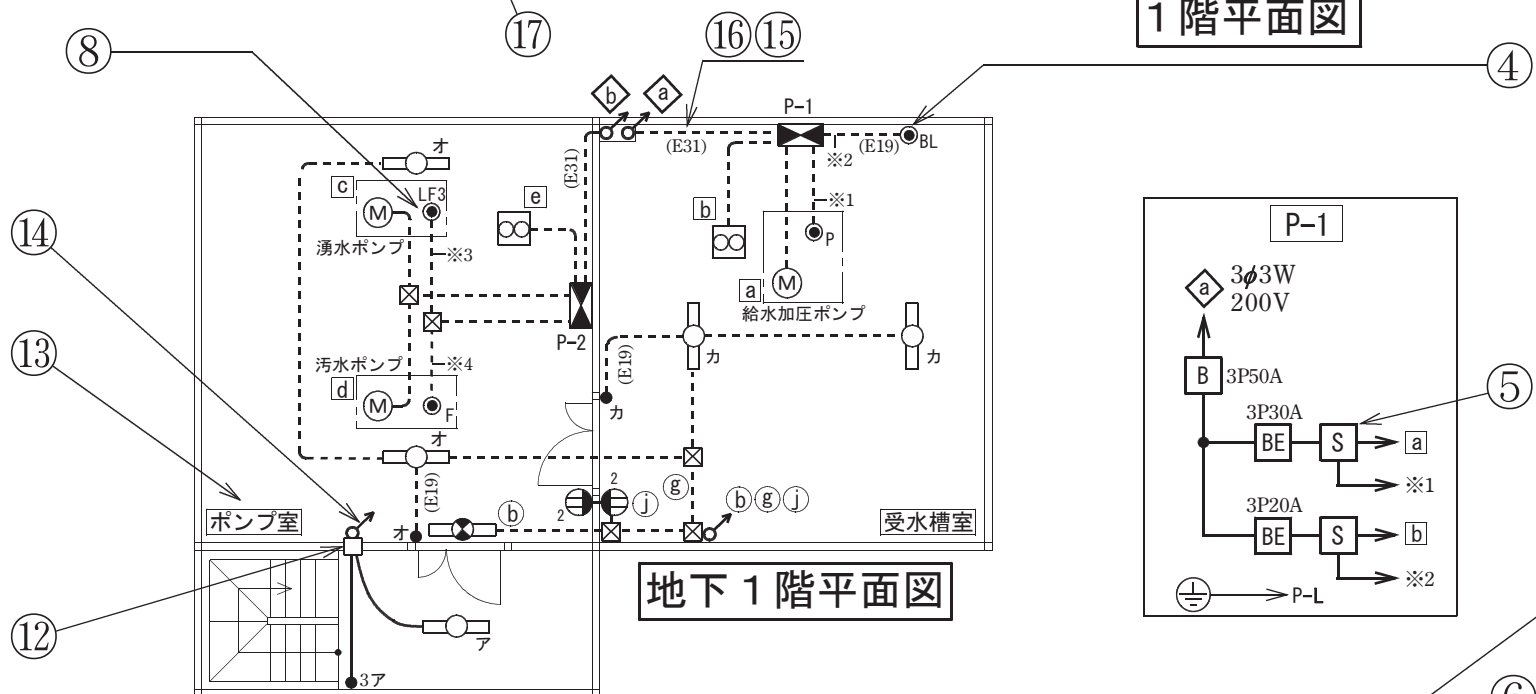 1階平面図
⑰
⑯⑮
⑧
④
b
a
P-1
(E31)
(E31)
※2
(E19)
BL
オ
c
LF3
M
湧水ポンプ
e
b
※1
P
a
M
給水加圧ポンプ
⑭
※3
P-2
P-1
a
3φ3W
200V
B
3P50A
⑬
汚水ポンプ
※4
d
M
F
オ
(E19)
カ
カ
カ
3P30A
BE
S
a
⑤
※1
(E19)
g
2
2
j
b g j
3P20A
BE
S
b
※2
ポンプ室
オ
b
受水槽室
地下1階平面図
P-L
⑫
ア
3ア